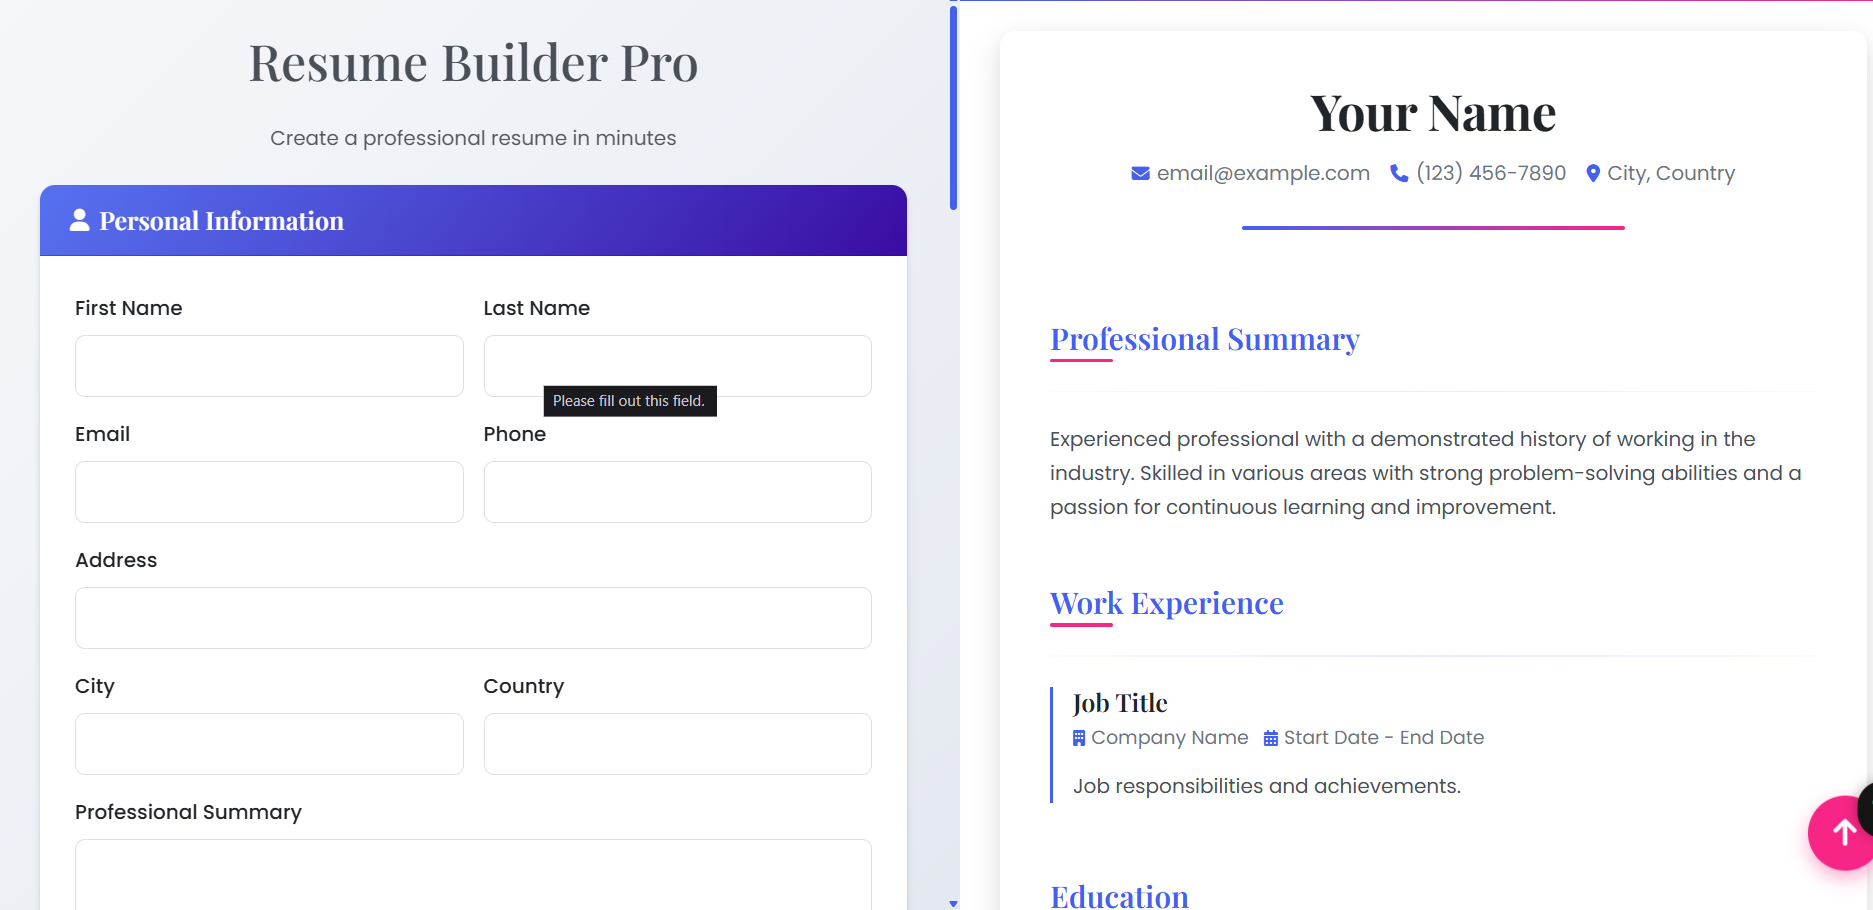 Resume Builder Pro
Create a professional resume in minutes
Personal Information
First Name
Last Name
Please fill out this field.
Email
Phone
Address
City
Country
Professional Summary
Your Name
email@example.com (123) 456-7890 City, Country
Professional Summary
Experienced professional with a demonstrated history of working in the
industry. Skilled in various areas with strong problem-solving abilities and a
passion for continuous learning and improvement.
Work Experience
Job Title
Company Name Start Date - End Date
Job responsibilities and achievements.
Education